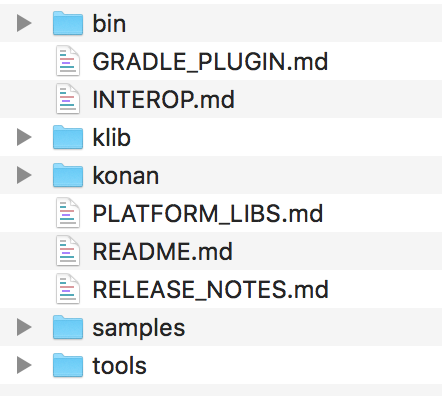 bin
GRADLE_PLUGIN.md
INTEROP.md
klib
konan
PLATFORM_LIBS.md
README.md
RELEASE_NOTES.md
samples
tools